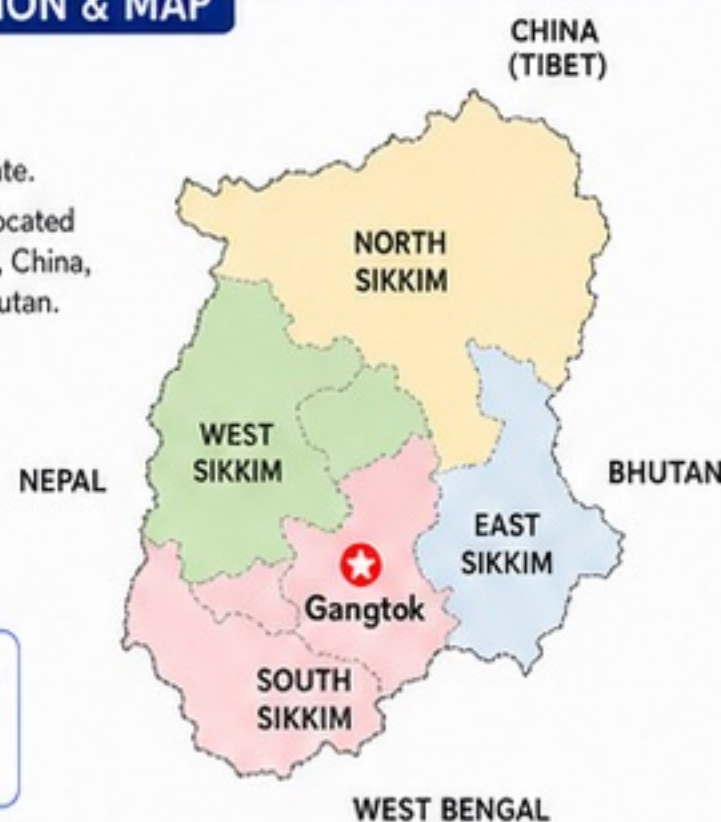 ION & MAP
CHINA
(TIBET)
ate.
ocated
, China,
utan.
NORTH
SIKKIM
WEST
SIKKIM
NEPAL
BHUTAN
EAST
SIKKIM
Gangtok
SOUTH
SIKKIM
WEST BENGAL